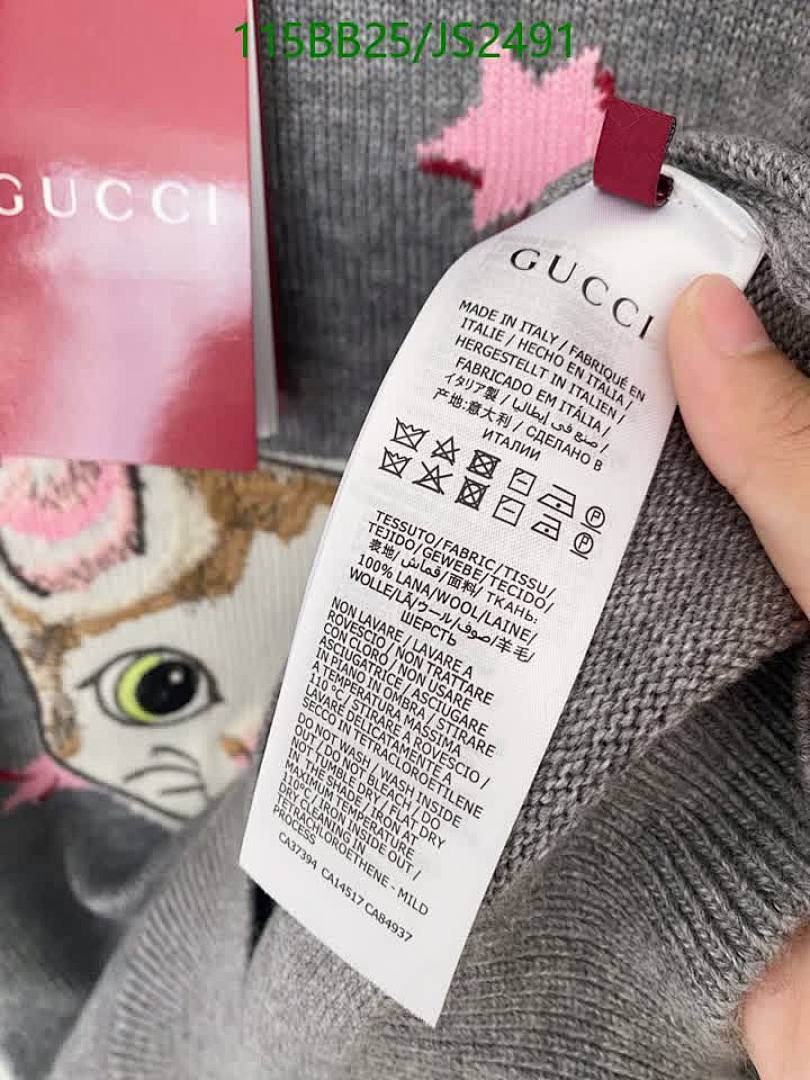 115BB25/JS2491
GUCCI
GUCCI
MADE IN ITALY / FABRIQUÉ EN
ITALIE / HECHO EN ITALIA /
HERGESTELLT IN ITALIEN /
FABRICADO EM ITÁLIA /
イタリア製 / صنع في إيطاليا /
产地:意大利 / СДЕЛАНО В
ИТАЛИИ
P
P
TESSUTO/FABRIC/TISSU/
TEJIDO/GEWEBE/TECIDO/
表地/قماش/面料/ТКАНЬ:
100% LANA/WOOL/LAINE/
WOLLE/LÃ/ウール/صوف/羊毛/
ШЕРСТЬ
NON LAVARE / LAVARE A
ROVESCIO / NON TRATTARE
CON CLORO / NON USARE
ASCIUGATRICE / ASCIUGARE
IN PIANO IN OMBRA / STIRARE
A TEMPERATURA MASSIMA
110 °C / STIRARE A ROVESCIO /
LAVARE DELICATAMENTE A
SECCO IN TETRACLOROETILENE
DO NOT WASH / WASH INSIDE
OUT / DO NOT BLEACH / DO
NOT TUMBLE DRY / FLAT DRY
IN THE SHADE / IRON AT
MAXIMUM TEMPERATURE
110°C / IRON INSIDE OUT /
DRY CLEANING IN
TETRACHLOROETHENE - MILD
PROCESS
CA37394 CA14517 CA84937